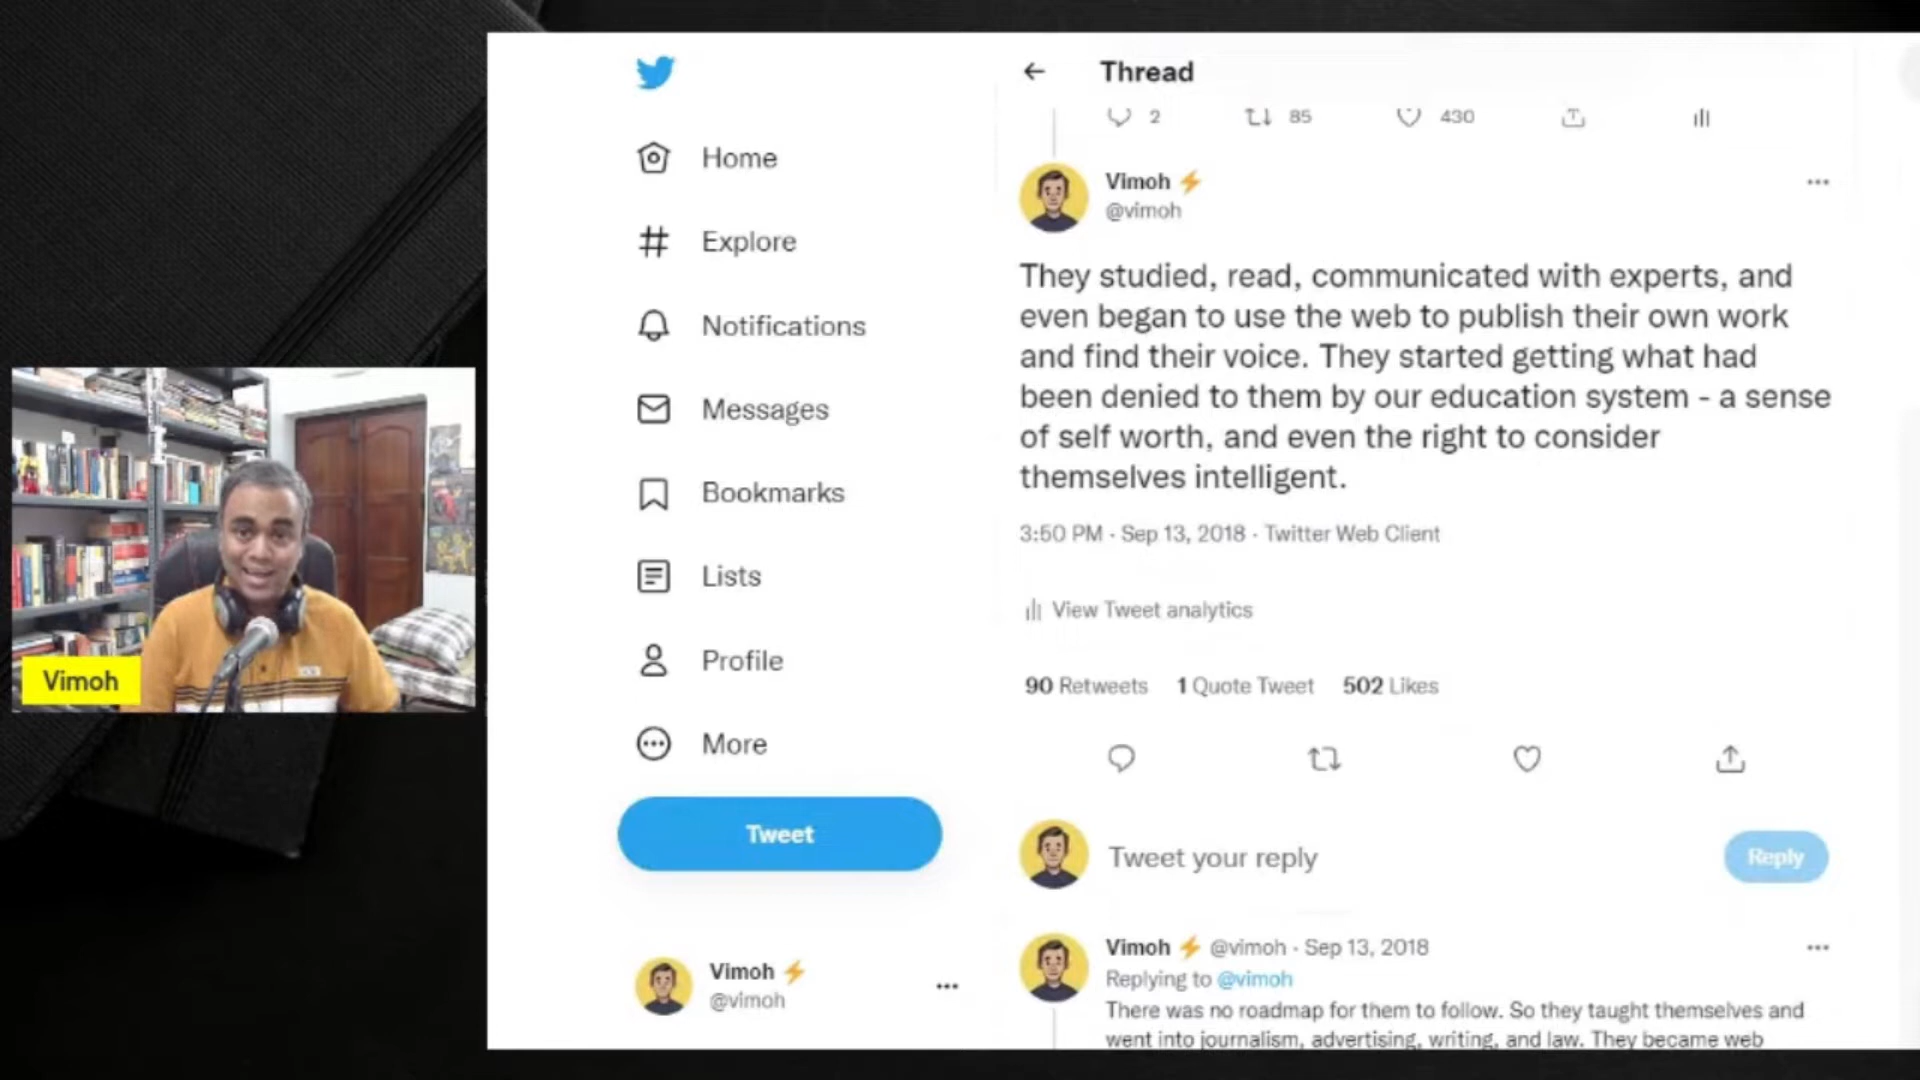 Vimoh
Home
Explore
Notifications
Messages
Bookmarks
Lists
Profile
More
Tweet
Vimoh⚡
@vimoh
Thread
2 85 430
Vimoh⚡
@vimoh
They studied, read, communicated with experts, and
even began to use the web to publish their own work
and find their voice. They started getting what had
been denied to them by our education system - a sense
of self worth, and even the right to consider
themselves intelligent.
3:50 PM · Sep 13, 2018 · Twitter Web Client
View Tweet analytics
90 Retweets 1 Quote Tweet 502 Likes
Tweet your reply
Reply
Vimoh⚡ @vimoh · Sep 13, 2018
Replying to @vimoh
There was no roadmap for them to follow. So they taught themselves and
went into journalism, advertising, writing, and law. They became web